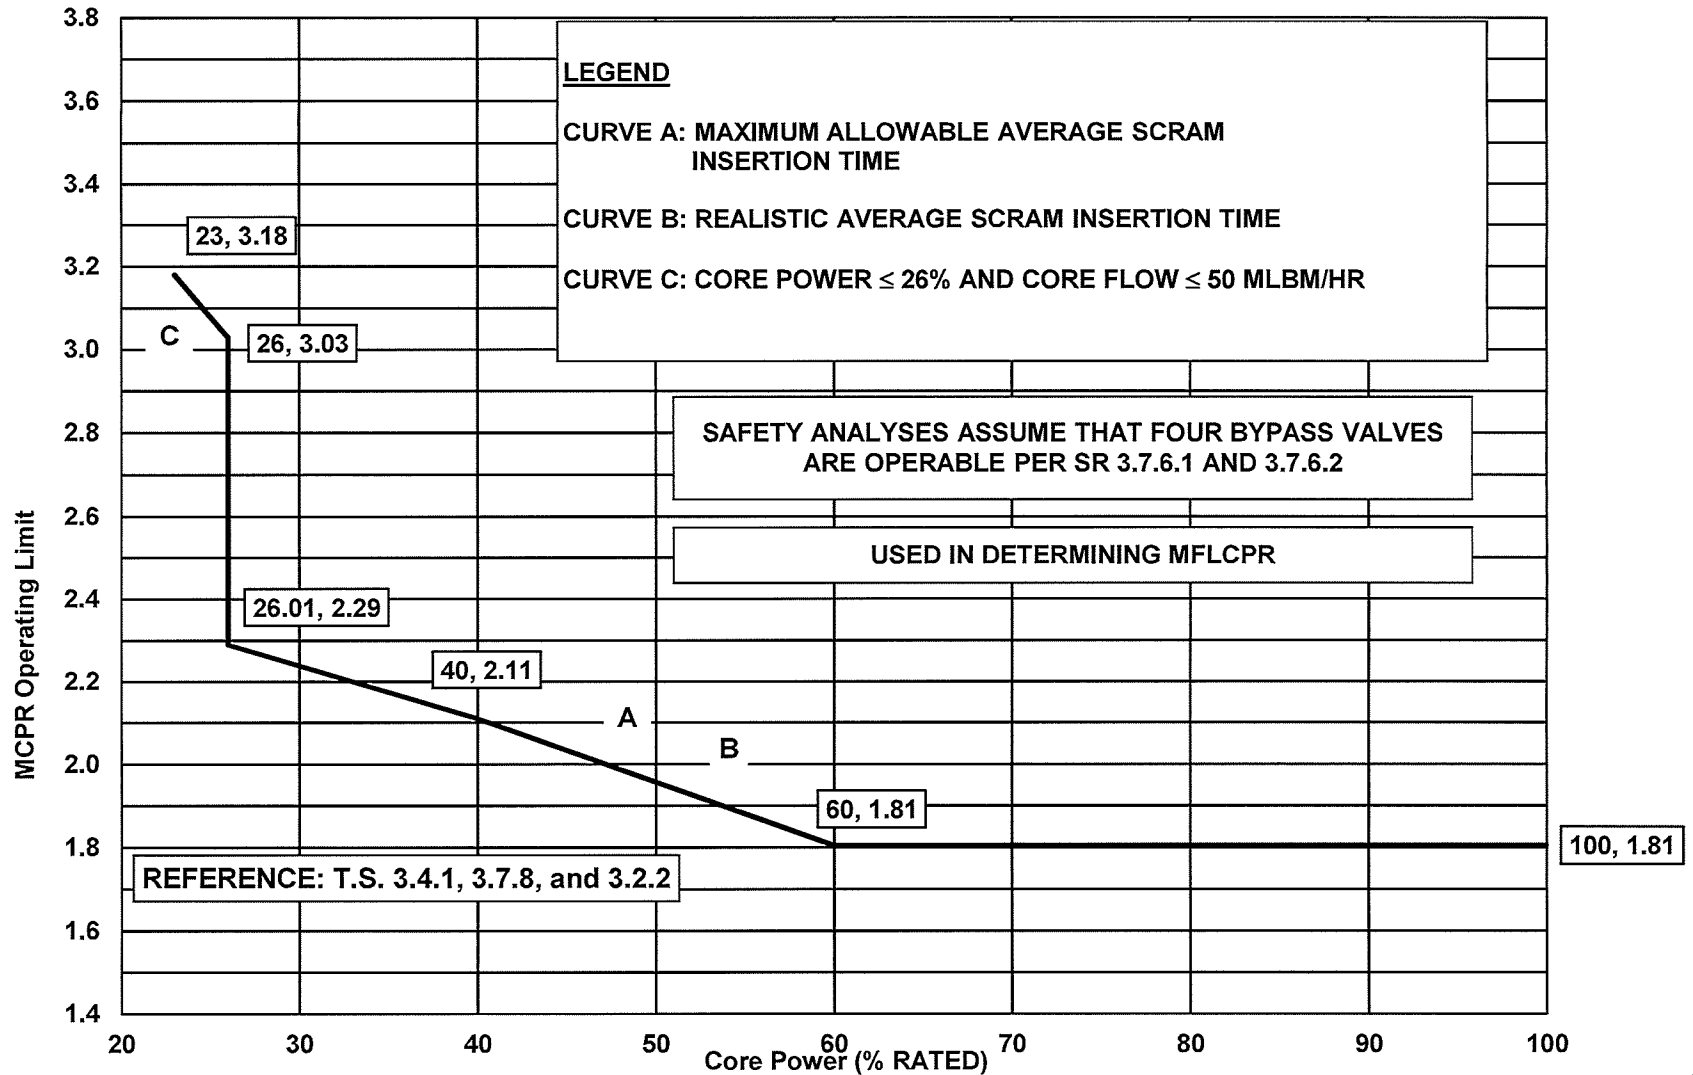 3.8
3.6
3.4
3.2
3.0
2.8
2.6
2.4
2.2
2.0
1.8
1.6
1.4
MCPR Operating Limit
LEGEND
CURVE A: MAXIMUM ALLOWABLE AVERAGE SCRAM
INSERTION TIME
CURVE B: REALISTIC AVERAGE SCRAM INSERTION TIME
CURVE C: CORE POWER ≤ 26% AND CORE FLOW ≤ 50 MLBM/HR
23, 3.18
C
26, 3.03
SAFETY ANALYSES ASSUME THAT FOUR BYPASS VALVES
ARE OPERABLE PER SR 3.7.6.1 AND 3.7.6.2
USED IN DETERMINING MFLCPR
26.01, 2.29
40, 2.11
A
B
60, 1.81
100, 1.81
REFERENCE: T.S. 3.4.1, 3.7.8, and 3.2.2
20 30 40 50 60 70 80 90 100
Core Power (% RATED)